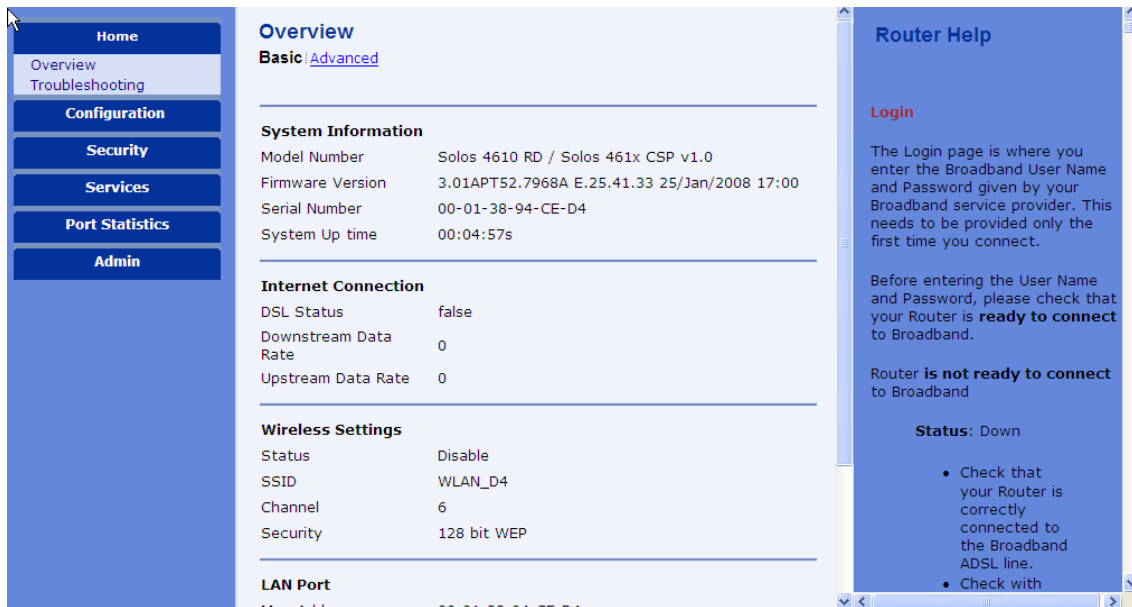 Home
Overview
Troubleshooting
Configuration
Security
Services
Port Statistics
Admin
Overview
Basic Advanced
System Information
Model Number Solos 4610 RD / Solos 461x CSP v1.0
Firmware Version 3.01APT52.7968A E.25.41.33 25/Jan/2008 17:00
Serial Number 00-01-38-94-CE-D4
System Up time 00:04:57s
Internet Connection
DSL Status false
Downstream Data
Rate 0
Upstream Data Rate 0
Wireless Settings
Status Disable
SSID WLAN_D4
Channel 6
Security 128 bit WEP
LAN Port
Router Help
Login
The Login page is where you
enter the Broadband User Name
and Password given by your
Broadband service provider. This
needs to be provided only the
first time you connect.
Before entering the User Name
and Password, please check that
your Router is ready to connect
to Broadband.
Router is not ready to connect
to Broadband
Status: Down
• Check that
your Router is
correctly
connected to
the Broadband
ADSL line.
• Check with